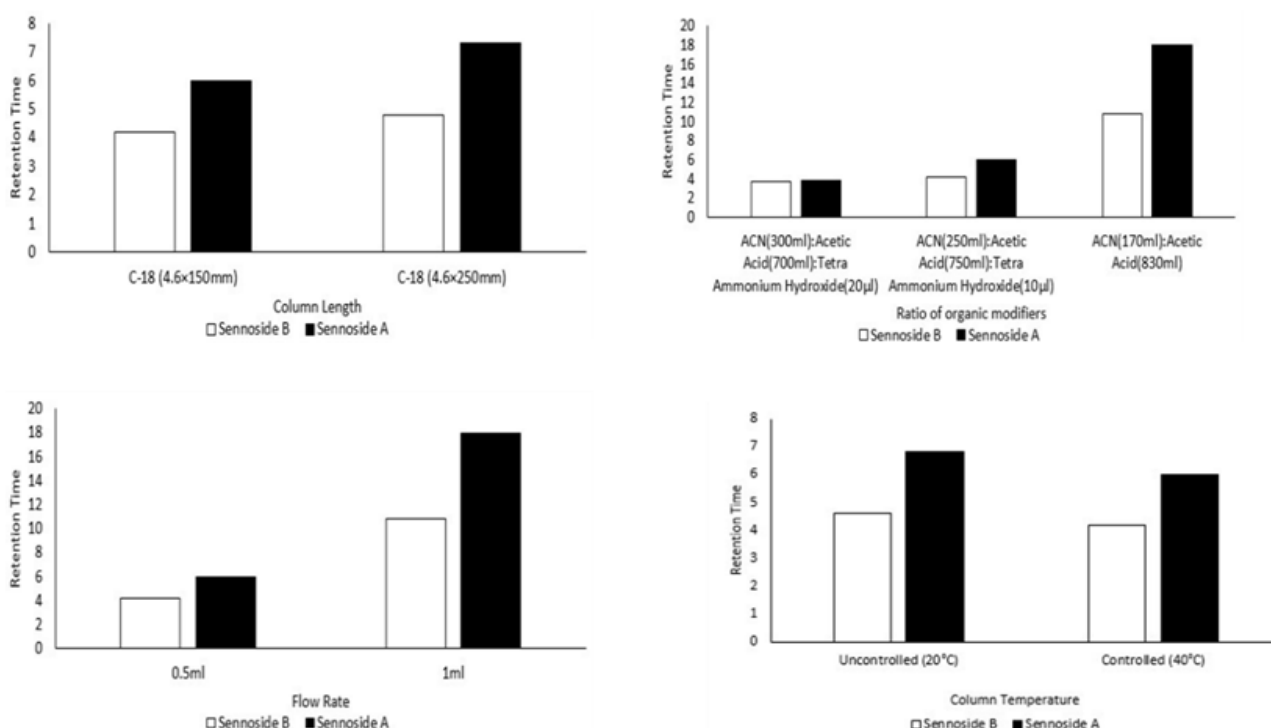 8
7
6
5
4
3
2
1
0
Retention Time
C-18 (4.6×150mm)
C-18 (4.6×250mm)
Column Length
Sennoside B
Sennoside A
20
18
16
14
12
10
8
6
4
2
0
Retention Time
ACN(300ml):Acetic
Acid(700ml):Tetra
Ammonium Hydroxide(20µl)
ACN(250ml):Acetic
Acid(750ml):Tetra
Ammonium Hydroxide(10µl)
ACN(170ml):Acetic
Acid(830ml)
Ratio of organic modifiers
Sennoside B
Sennoside A
20
18
16
14
12
10
8
6
4
2
0
Retention Time
0.5ml
1ml
Flow Rate
Sennoside B
Sennoside A
8
7
6
5
4
3
2
1
0
Retention Time
Uncontrolled (20°C)
Controlled (40°C)
Column Temperature
Sennoside B
Sennoside A